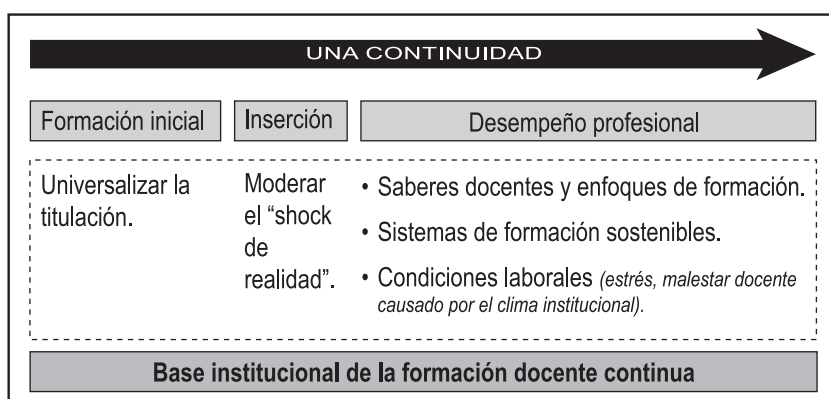 UNA CONTINUIDAD
Formación inicial
Inserción
Desempeño profesional
Universalizar la
titulación.
Moderar
el “shock
de
realidad”.
• Saberes docentes y enfoques de formación.
• Sistemas de formación sostenibles.
• Condiciones laborales (estrés, malestar docente
causado por el clima institucional).
Base institucional de la formación docente continua